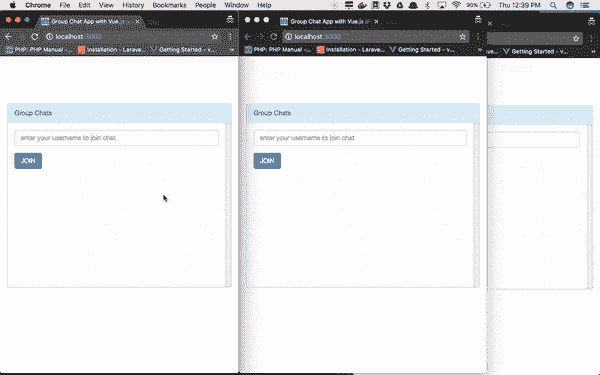 Chrome File Edit View History Bookmarks People Window Help
99% Thu 12:39 PM
Group Chat App with Vue.js
localhost:3000
PHP: PHP Manual -... Installation - Larave... Getting Started - v...
Group Chats
enter your username to join chat
JOIN
Group Chat App with Vue.js
localhost:3000
PHP: PHP Manual -... Installation - Larave... Getting Started - v...
Group Chats
enter your username to join chat
JOIN
Getting Started - v...